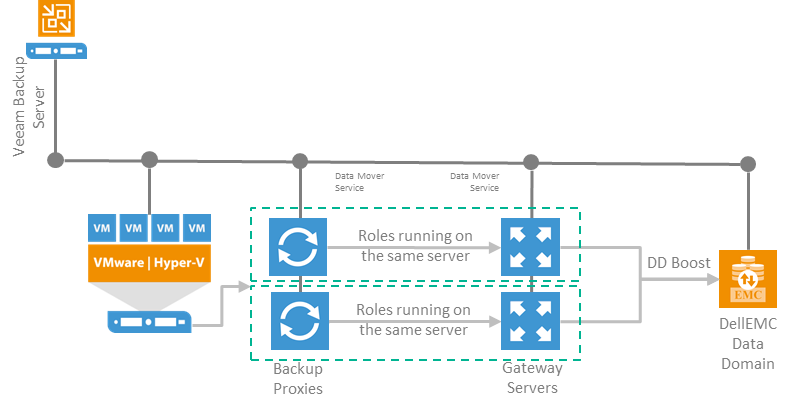 Veeam Backup
Server
Data Mover
Service
Data Mover
Service
VM VM VM VM
VMware | Hyper-V
Roles running on
the same server
DD Boost
EMC
Roles running on
the same server
DellEMC
Data
Domain
Backup
Proxies
Gateway
Servers